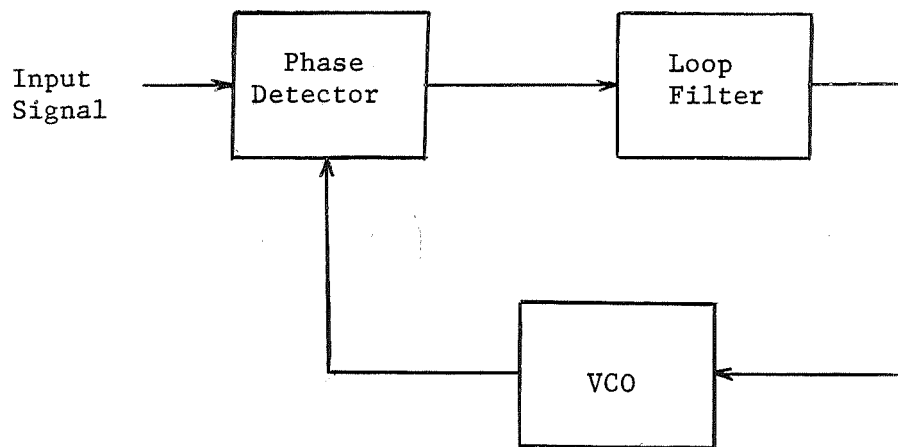 Input
Signal
Phase
Detector
Loop
Filter
VCO